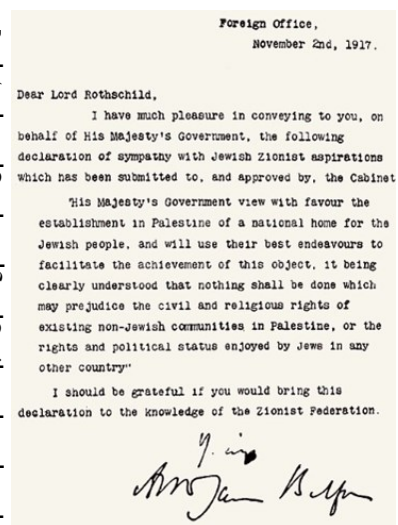 Foreign Office,
November 2nd, 1917.
Dear Lord Rothschild,
I have much pleasure in conveying to you, on
behalf of His Majesty's Government, the following
declaration of sympathy with Jewish Zionist aspirations
which has been submitted to, and approved by, the Cabinet
"His Majesty's Government view with favour the
establishment in Palestine of a national home for the
Jewish people, and will use their best endeavours to
facilitate the achievement of this object, it being
clearly understood that nothing shall be done which
may prejudice the civil and religious rights of
existing non-Jewish communities in Palestine, or the
rights and political status enjoyed by Jews in any
other country"
I should be grateful if you would bring this
declaration to the knowledge of the Zionist Federation.